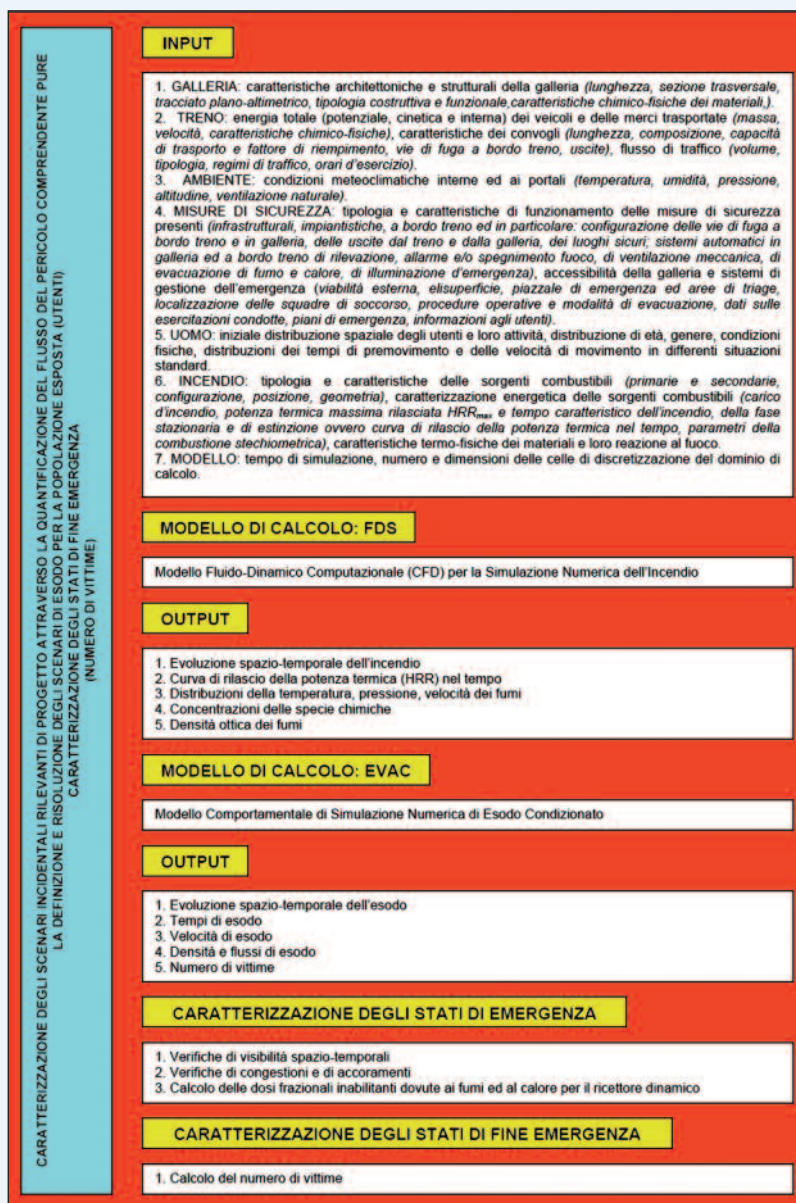 CARATTERIZZAZIONE DEGLI SCENARI INCIDENTALI RILEVANTI DI PROGETTO ATTRAVERSO LA QUANTIFICAZIONE DEL FLUSSO DEL PERICOLO COMPRENDENTE PURE
LA DEFINIZIONE E RISOLUZIONE DEGLI SCENARI DI ESODO PER LA POPOLAZIONE ESPOSTA (UTENTI)
CARATTERIZZAZIONE DEGLI STATI DI FINE EMERGENZA
(NUMERO DI VITTIME)
INPUT
1. GALLERIA: caratteristiche architettoniche e strutturali della galleria (lunghezza, sezione trasversale,
tracciato plano-altimetrico, tipologia costruttiva e funzionale,caratteristiche chimico-fisiche dei materiali,).
2. TRENO: energia totale (potenziale, cinetica e interna) dei veicoli e delle merci trasportate (massa,
velocità, caratteristiche chimico-fisiche), caratteristiche dei convogli (lunghezza, composizione, capacità
di trasporto e fattore di riempimento, vie di fuga a bordo treno, uscite), flusso di traffico (volume,
tipologia, regimi di traffico, orari d'esercizio).
3. AMBIENTE: condizioni meteoclimatiche interne ed ai portali (temperatura, umidità, pressione,
altitudine, ventilazione naturale).
4. MISURE DI SICUREZZA: tipologia e caratteristiche di funzionamento delle misure di sicurezza
presenti (infrastrutturali, impiantistiche, a bordo treno ed in particolare: configurazione delle vie di fuga a
bordo treno e in galleria, delle uscite dal treno e dalla galleria, dei luoghi sicuri; sistemi automatici in
galleria ed a bordo treno di rilevazione, allarme e/o spegnimento fuoco, di ventilazione meccanica, di
evacuazione di fumo e calore, di illuminazione d'emergenza), accessibilità della galleria e sistemi di
gestione dell'emergenza (viabilità esterna, elisuperficie, piazzale di emergenza ed aree di triage,
localizzazione delle squadre di soccorso, procedure operative e modalità di evacuazione, dati sulle
esercitazioni condotte, piani di emergenza, informazioni agli utenti).
5. UOMO: iniziale distribuzione spaziale degli utenti e loro attività, distribuzione di età, genere, condizioni
fisiche, distribuzioni dei tempi di premovimento e delle velocità di movimento in differenti situazioni
standard.
6. INCENDIO: tipologia e caratteristiche delle sorgenti combustibili (primarie e secondarie,
configurazione, posizione, geometria), caratterizzazione energetica delle sorgenti combustibili (carico
d'incendio, potenza termica massima rilasciata HRRmax e tempo caratteristico dell'incendio, della fase
stazionaria e di estinzione ovvero curva di rilascio della potenza termica nel tempo, parametri della
combustione stechiometrica), caratteristiche termo-fisiche dei materiali e loro reazione al fuoco.
7. MODELLO: tempo di simulazione, numero e dimensioni delle celle di discretizzazione del dominio di
calcolo.
MODELLO DI CALCOLO: FDS
Modello Fluido-Dinamico Computazionale (CFD) per la Simulazione Numerica dell'Incendio
OUTPUT
1. Evoluzione spazio-temporale dell'incendio
2. Curva di rilascio della potenza termica (HRR) nel tempo
3. Distribuzioni della temperatura, pressione, velocità dei fumi
4. Concentrazioni delle specie chimiche
5. Densità ottica dei fumi
MODELLO DI CALCOLO: EVAC
Modello Comportamentale di Simulazione Numerica di Esodo Condizionato
OUTPUT
1. Evoluzione spazio-temporale dell'esodo
2. Tempi di esodo
3. Velocità di esodo
4. Densità e flussi di esodo
5. Numero di vittime
CARATTERIZZAZIONE DEGLI STATI DI EMERGENZA
1. Verifiche di visibilità spazio-temporali
2. Verifiche di congestioni e di accoramenti
3. Calcolo delle dosi frazionali inabilitanti dovute ai fumi ed al calore per il ricettore dinamico
CARATTERIZZAZIONE DEGLI STATI DI FINE EMERGENZA
1. Calcolo del numero di vittime